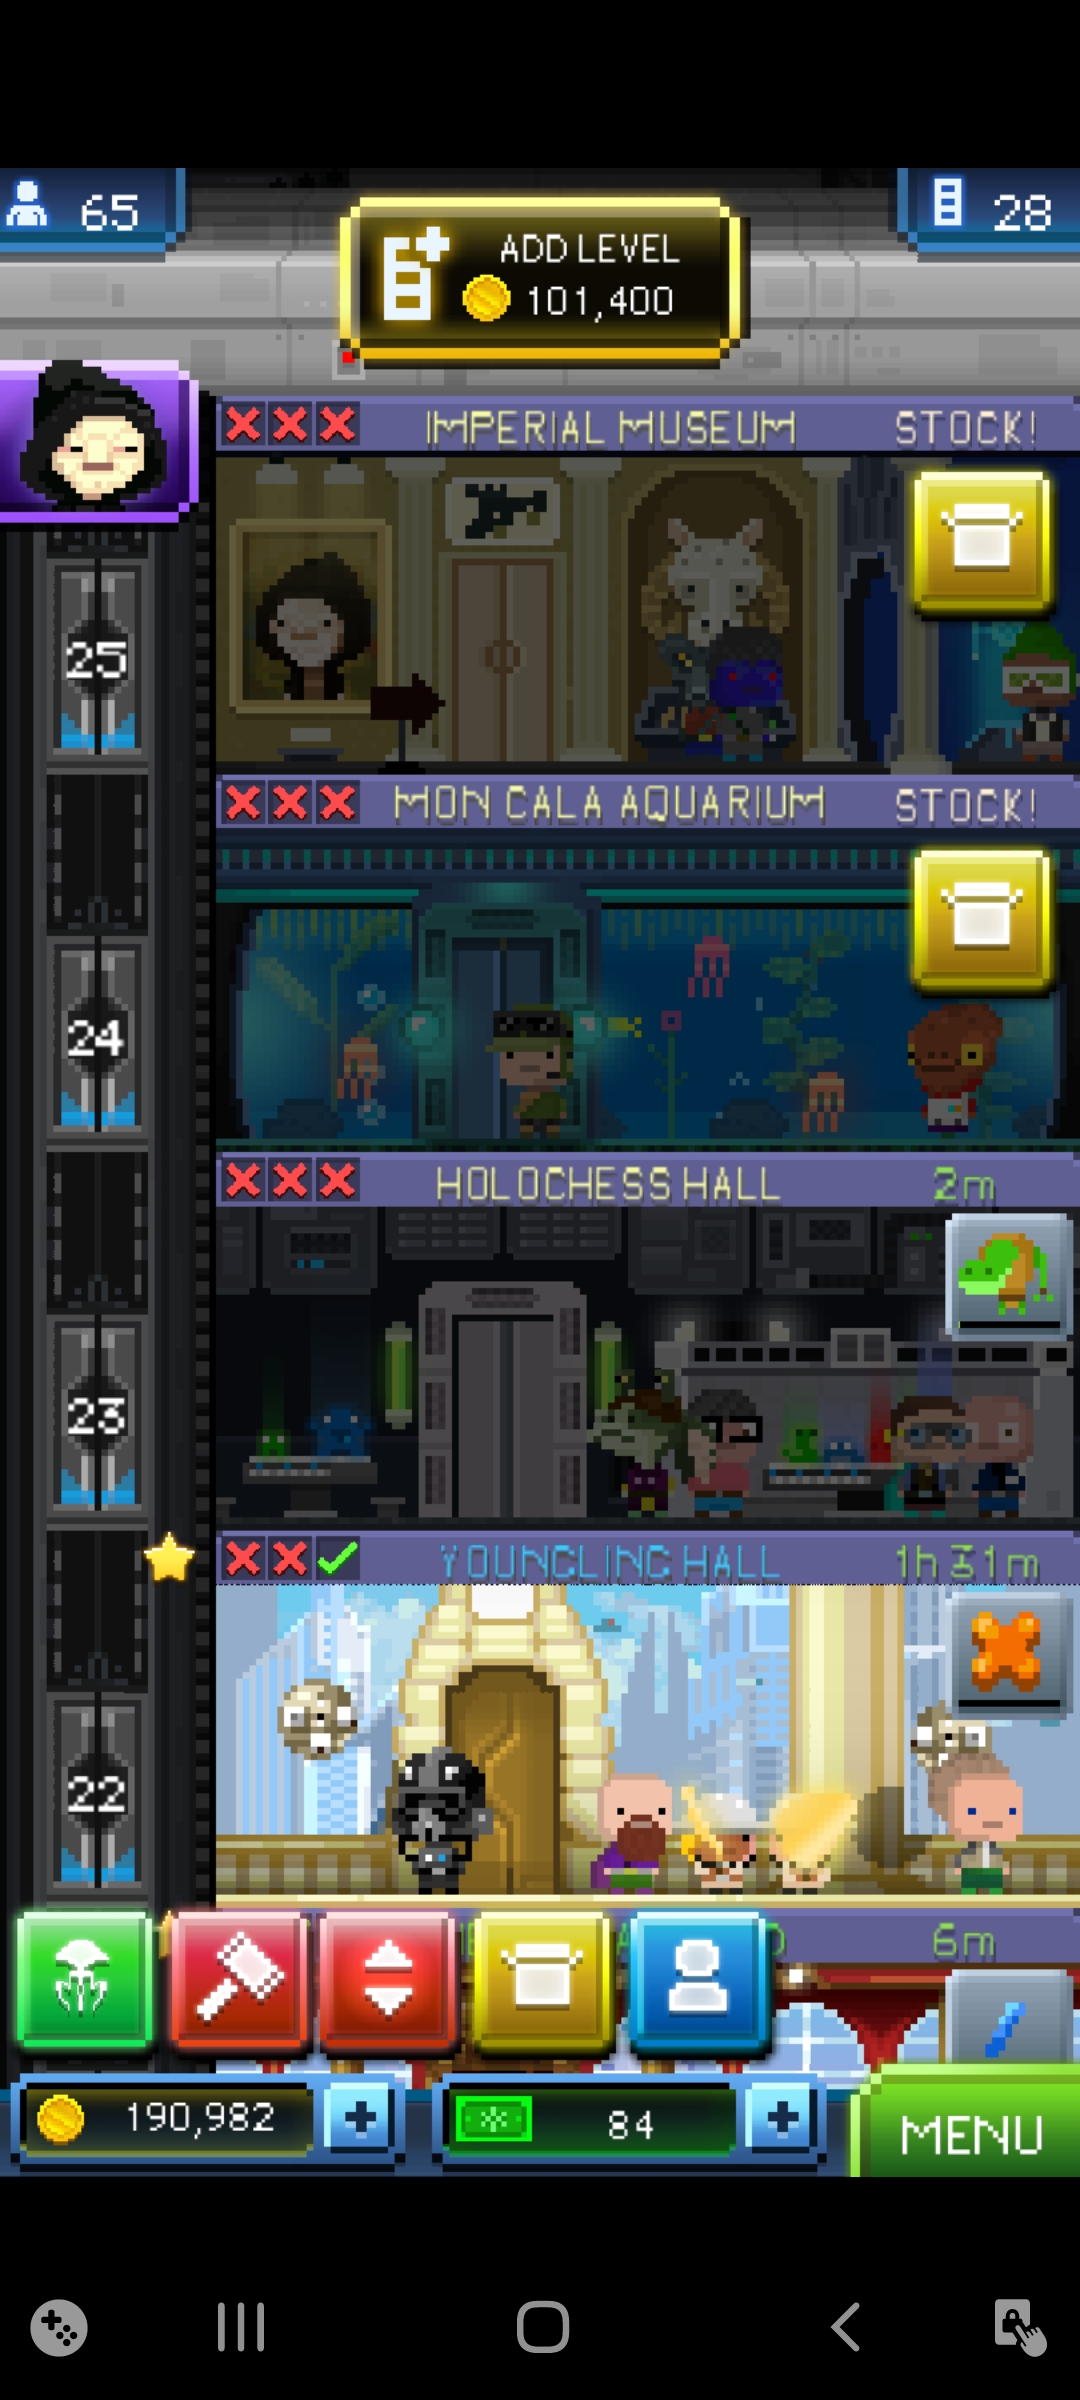 65
ADD LEVEL
101,400
28
IMPERIAL MUSEUM STOCK!
25
MON CALA AQUARIUM STOCK!
24
HOLOCHESS HALL 2m
23
YOUNGLING HALL 1h 31m
22
6m
190,982
84
MENU